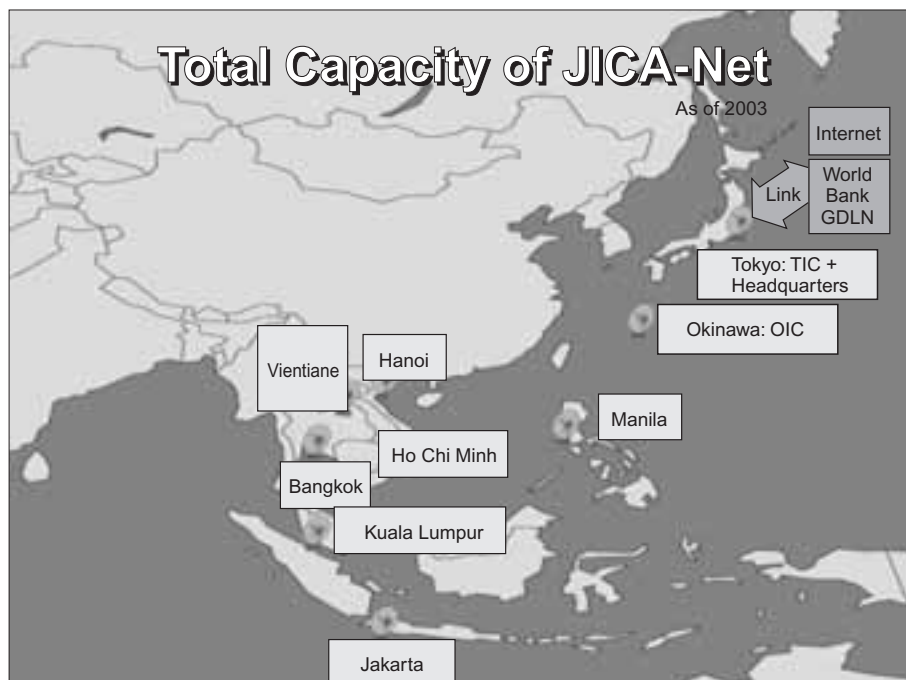 Total Capacity of JICA-Net
As of 2003
Internet
World
Bank
GDLN
Link
Tokyo: TIC +
Headquarters
Okinawa: OIC
Vientiane
Hanoi
Manila
Ho Chi Minh
Bangkok
Kuala Lumpur
Jakarta